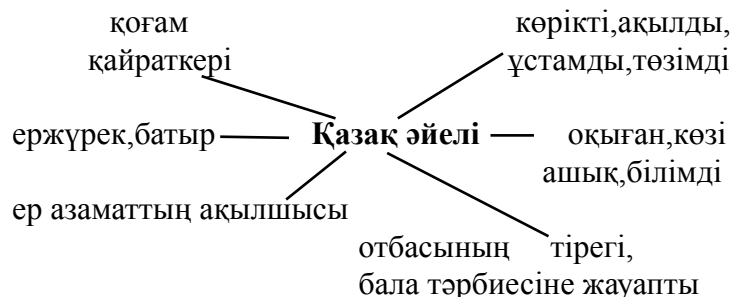 қоғам
қайраткері
көрікті,ақылды,
ұстамды,төзімді
ержүрек,батыр
Қазақ әйелі
оқыған,көзі
ашық,білімді
ер азаматтың ақылшысы
отбасының тірегі,
бала тәрбиесіне жауапты